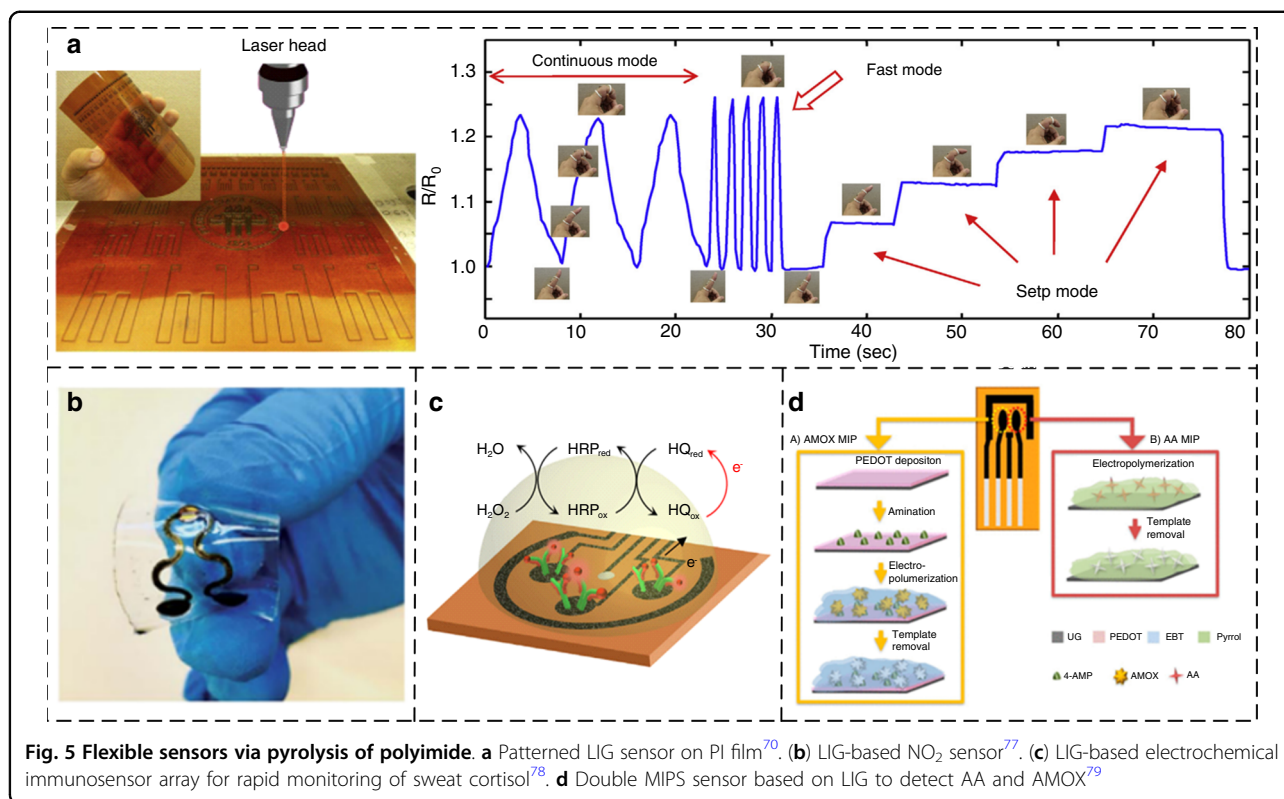 a
Laser head
Continuous mode
Fast mode
Setp mode
R/R0
1.3
1.2
1.1
1.0
0 10 20 30 40 50 60 70 80
Time (sec)
b
c
H2O HRPred HQred
e-
H2O2 HRPox HQox
e-
d
A) AMOX MIP
PEDOT depositon
Amination
Electro-
polumerization
Template
removal
B) AA MIP
Electropolymerization
Template
removal
UG PEDOT EBT Pyrrol
4-AMP AMOX AA
Fig. 5 Flexible sensors via pyrolysis of polyimide. a Patterned LIG sensor on PI film70. (b) LIG-based NO2 sensor77. (c) LIG-based electrochemical
immunosensor array for rapid monitoring of sweat cortisol78. d Double MIPS sensor based on LIG to detect AA and AMOX79